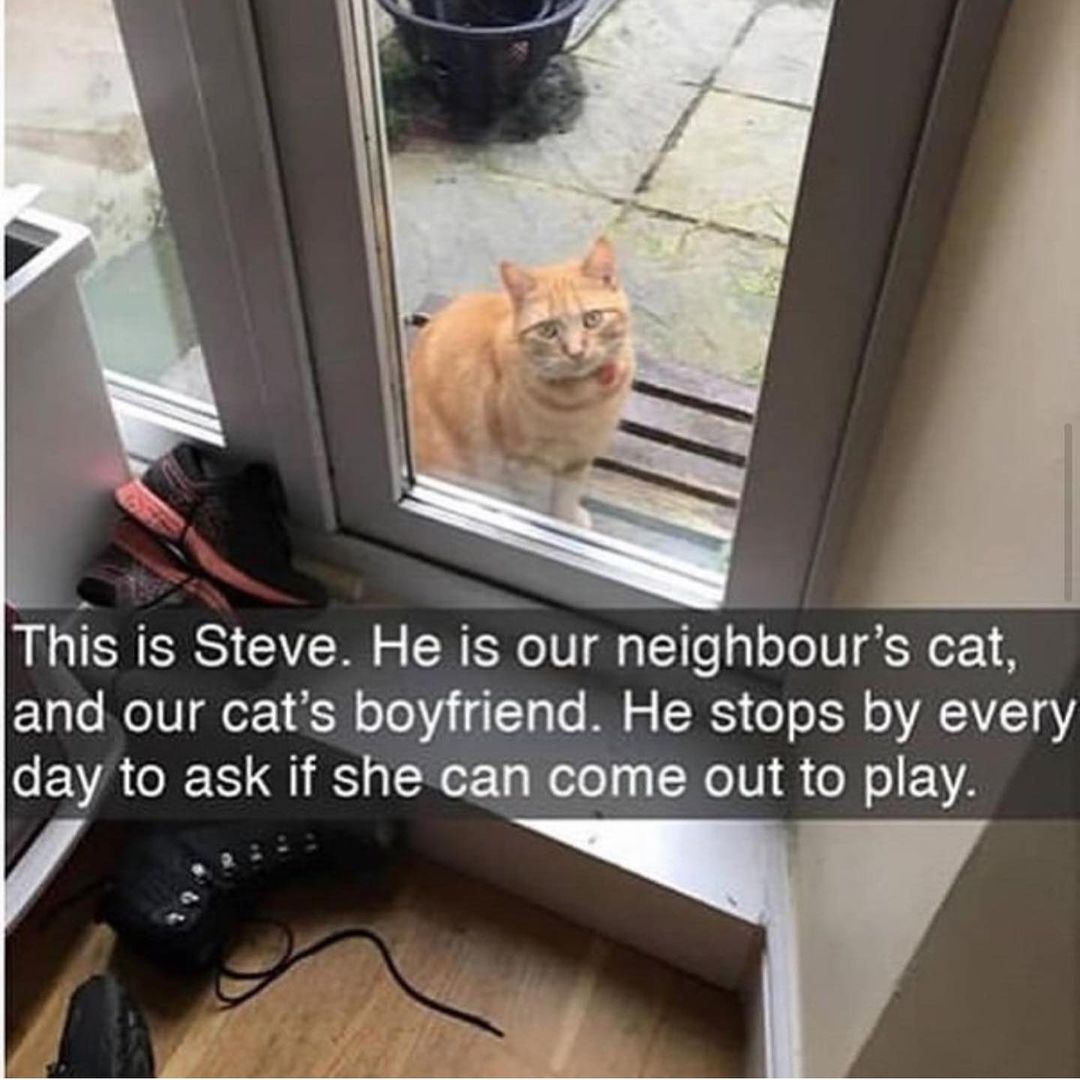 This is Steve. He is our neighbour's cat,
and our cat's boyfriend. He stops by every
day to ask if she can come out to play.